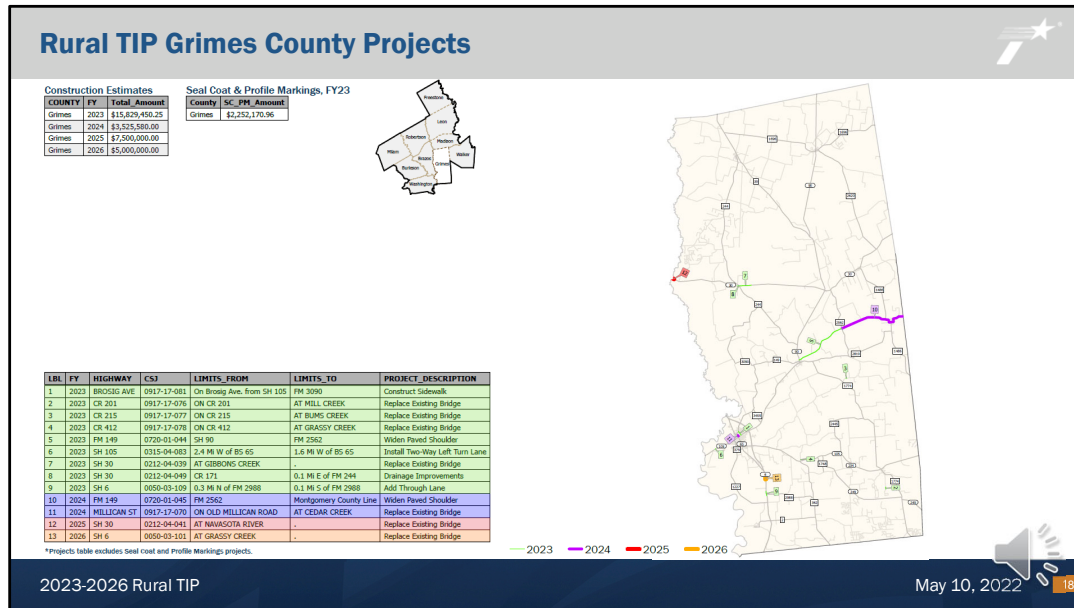 Rural TIP Grimes County Projects
Construction Estimates
COUNTY FY Total_Amount
Grimes 2023 $15,829,450.25
Grimes 2024 $3,525,580.00
Grimes 2025 $7,500,000.00
Grimes 2026 $5,000,000.00
Seal Coat & Profile Markings, FY23
County SC_PM_Amount
Grimes $2,252,170.96
Freestone
Leon
Robertson
Madison
Milam
Brazos
Walker
Grimes
Burleson
Washington
LBL FY HIGHWAY CSJ LIMITS_FROM LIMITS_TO PROJECT_DESCRIPTION
1 2023 BROSIG AVE 0917-17-081 On Brosig Ave. from SH 105 FM 3090 Construct Sidewalk
2 2023 CR 201 0917-17-076 ON CR 201 AT MILL CREEK Replace Existing Bridge
3 2023 CR 215 0917-17-077 ON CR 215 AT BUMS CREEK Replace Existing Bridge
4 2023 CR 412 0917-17-078 ON CR 412 AT GRASSY CREEK Replace Existing Bridge
5 2023 FM 149 0720-01-044 SH 90 FM 2562 Widen Paved Shoulder
6 2023 SH 105 0315-04-083 2.4 MI W of BS 6S 1.6 MI W of BS 6S Install Two-Way Left Turn Lane
7 2023 SH 30 0212-04-039 AT GIBBONS CREEK . Replace Existing Bridge
8 2023 SH 30 0212-04-049 CR 171 0.1 Mi E of FM 244 Drainage Improvements
9 2023 SH 6 0050-03-109 0.3 Mi N of FM 2988 0.1 Mi S of FM 2988 Add Through Lane
10 2024 FM 149 0720-01-045 FM 2562 Montgomery County Line Widen Paved Shoulder
11 2024 MILLICAN ST 0917-17-070 ON OLD MILLICAN ROAD AT CEDAR CREEK Replace Existing Bridge
12 2025 SH 30 0212-04-041 AT NAVASOTA RIVER . Replace Existing Bridge
13 2026 SH 6 0050-03-101 AT GRASSY CREEK . Replace Existing Bridge
*Projects table excludes Seal Coat and Profile Markings projects.
2023 2024 2025 2026
2023-2026 Rural TIP
May 10, 2022
18